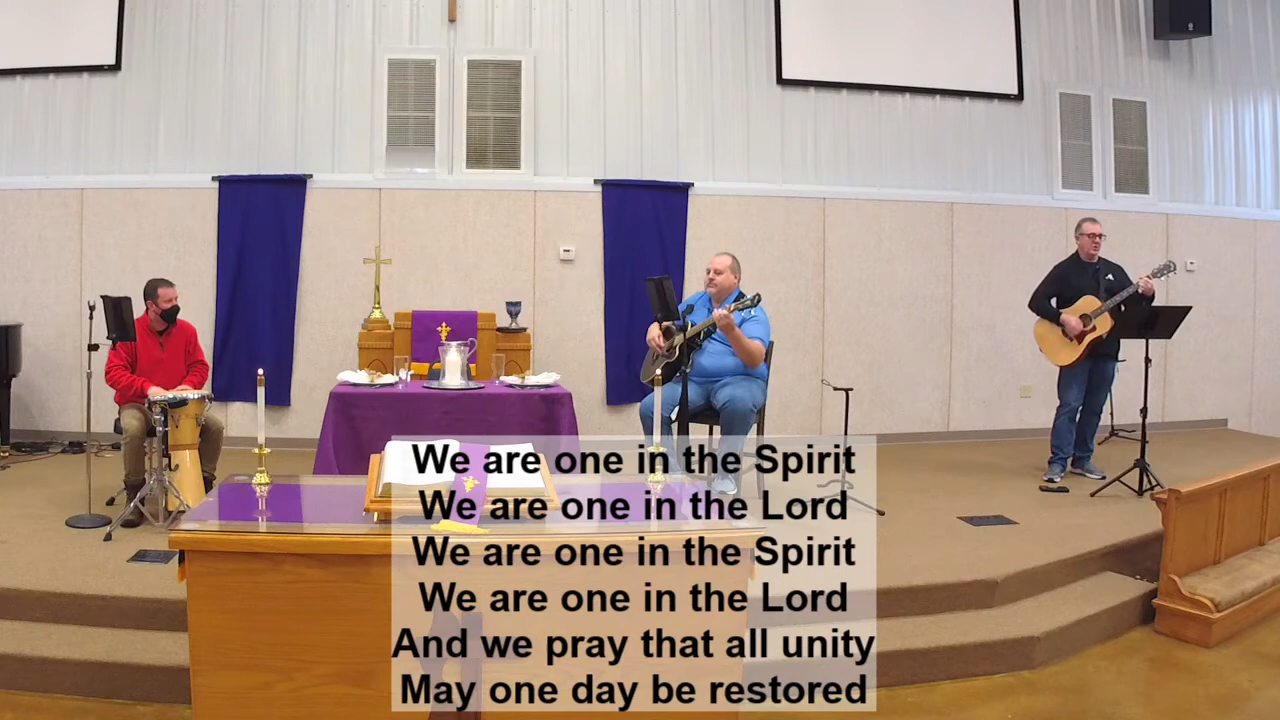 We are one in the Spirit
We are one in the Lord
We are one in the Spirit
We are one in the Lord
And we pray that all unity
May one day be restored